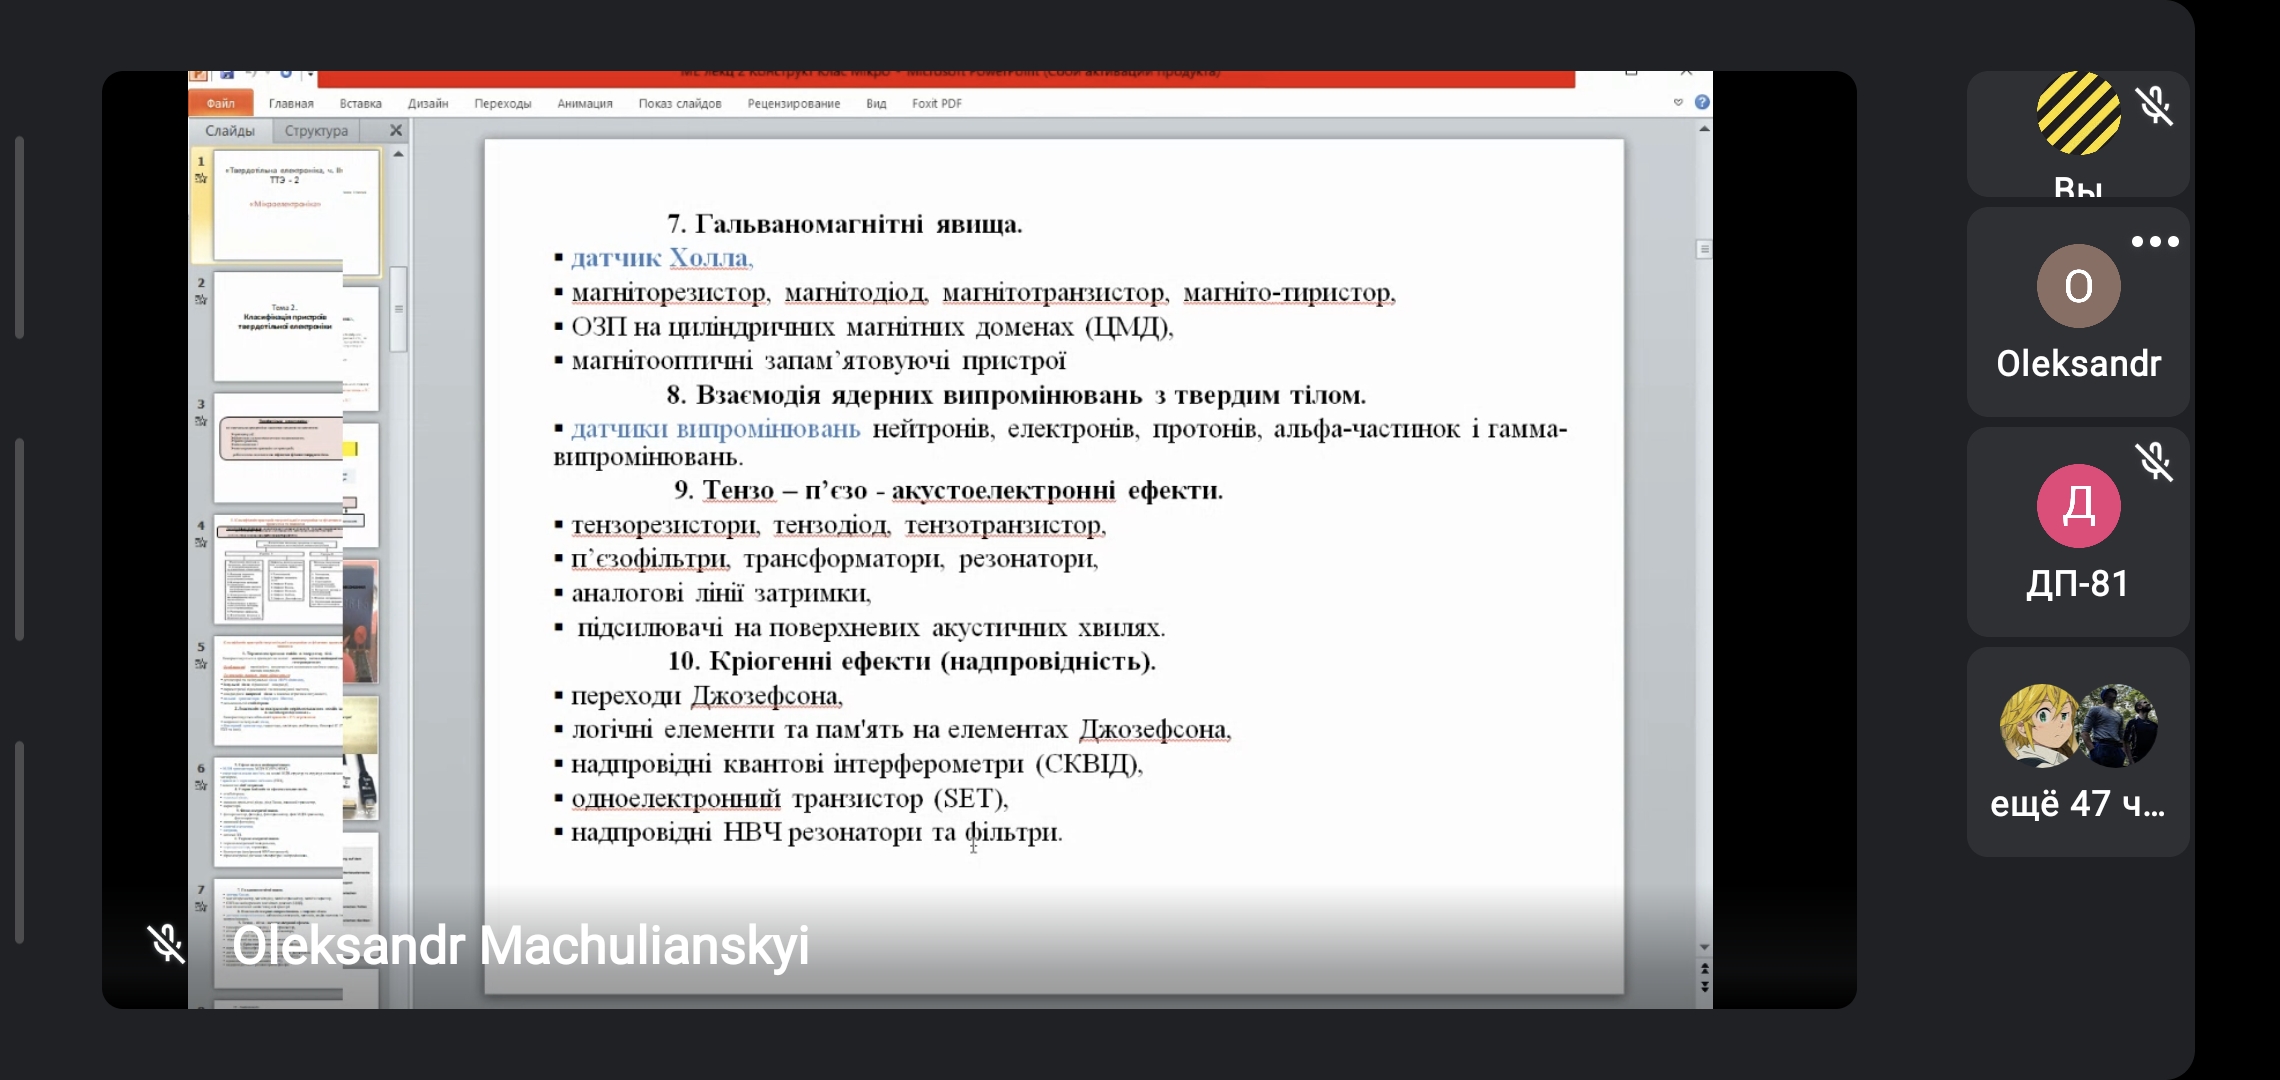 Файл Главная Вставка Дизайн Переходы Анимация Показ слайдов Рецензирование Вид Foxit PDF
Слайды Структура
1
«Твердотільна електроніка, ч. ІІ»
ТТЭ - 2
«Мікроелектроніка»
2
Тема 2.
Класифікація пристроїв
твердотільної електроніки
3
4
5
6
7
7. Гальваномагнітні явища.
▪ датчик Холла,
▪ магніторезистор, магнітодіод, магнітотранзистор, магніто-тиристор,
▪ ОЗП на циліндричних магнітних доменах (ЦМД),
▪ магнітооптичні запам’ятовуючі пристрої
8. Взаємодія ядерних випромінювань з твердим тілом.
▪ датчики випромінювань нейтронів, електронів, протонів, альфа-частинок і гамма-
випромінювань.
9. Тензо – п’єзо - акустоелектронні ефекти.
▪ тензорезистори, тензодіод, тензотранзистор,
▪ п’єзофільтри, трансформатори, резонатори,
▪ аналогові лінії затримки,
▪ підсилювачі на поверхневих акустичних хвилях.
10. Кріогенні ефекти (надпровідність).
▪ переходи Джозефсона,
▪ логічні елементи та пам'ять на елементах Джозефсона,
▪ надпровідні квантові інтерферометри (СКВІД),
▪ одноелектронний транзистор (SET),
▪ надпровідні НВЧ резонатори та фільтри.
Oleksandr Machulianskyi
Вы
O
Oleksandr
Д
ДП-81
ещё 47 ч...